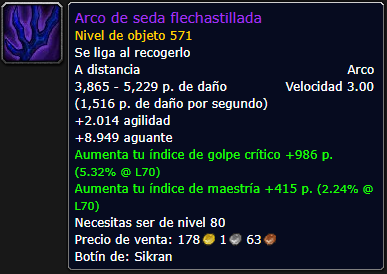 Arco de seda flechastillada
Nivel de objeto 571
Se liga al recogerlo
A distancia Arco
3,865 - 5,229 p. de daño Velocidad 3.00
(1,516 p. de daño por segundo)
+2.014 agilidad
+8.949 aguante
Aumenta tu índice de golpe crítico +986 p.
(5.32% @ L70)
Aumenta tu índice de maestría +415 p. (2.24% @
L70)
Necesitas ser de nivel 80
Precio de venta: 178 1 63
Botín de: Sikran